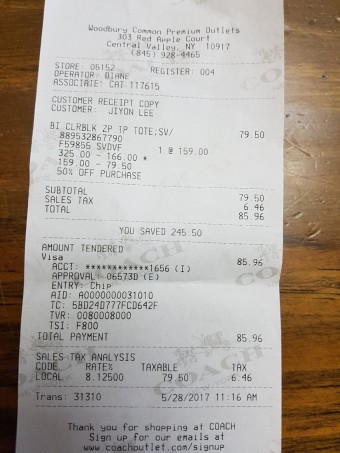 Woodbury Common Premium Outlets
303 Red Apple Court
Central Valley, NY 10917
(845) 928-4465
STORE: 05152 REGISTER: 004
OPERATOR: DIANE
ASSOCIATE: CAT 117615
CUSTOMER RECEIPT COPY
CUSTOMER: JIYON LEE
BI CLRBLK ZP TP TOTE;SV/ 79.50
889532867790
F59855 SVDVF 1 @ 159.00
325.00 - 166.00 *
159.00 - 79.50
50% OFF PURCHASE
SUBTOTAL 79.50
SALES TAX 6.46
TOTAL 85.96
YOU SAVED 245.50
AMOUNT TENDERED
Visa 85.96
ACCT: ************1656 (I)
APPROVAL: 06573D (E)
ENTRY: Chip
AID: A0000000031010
TC: 5BD24D777FCD642F
TVR: 0080008000
TSI: F800
TOTAL PAYMENT 85.96
SALES TAX ANALYSIS
CODE RATE% TAXABLE TAX
LOCAL 8.12500 79.50 6.46
Trans: 31310 5/28/2017 11:16 AM
Thank you for shopping at COACH
Sign up for our emails at
www.coachoutlet.com/signup